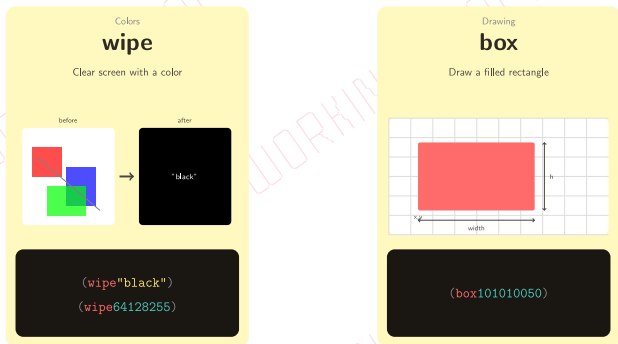 Colors
wipe
Clear screen with a color
before
after
"black"
(wipe"black")
(wipe64128255)
Drawing
box
Draw a filled rectangle
h
x,y
width
(box101010050)
WORKIN